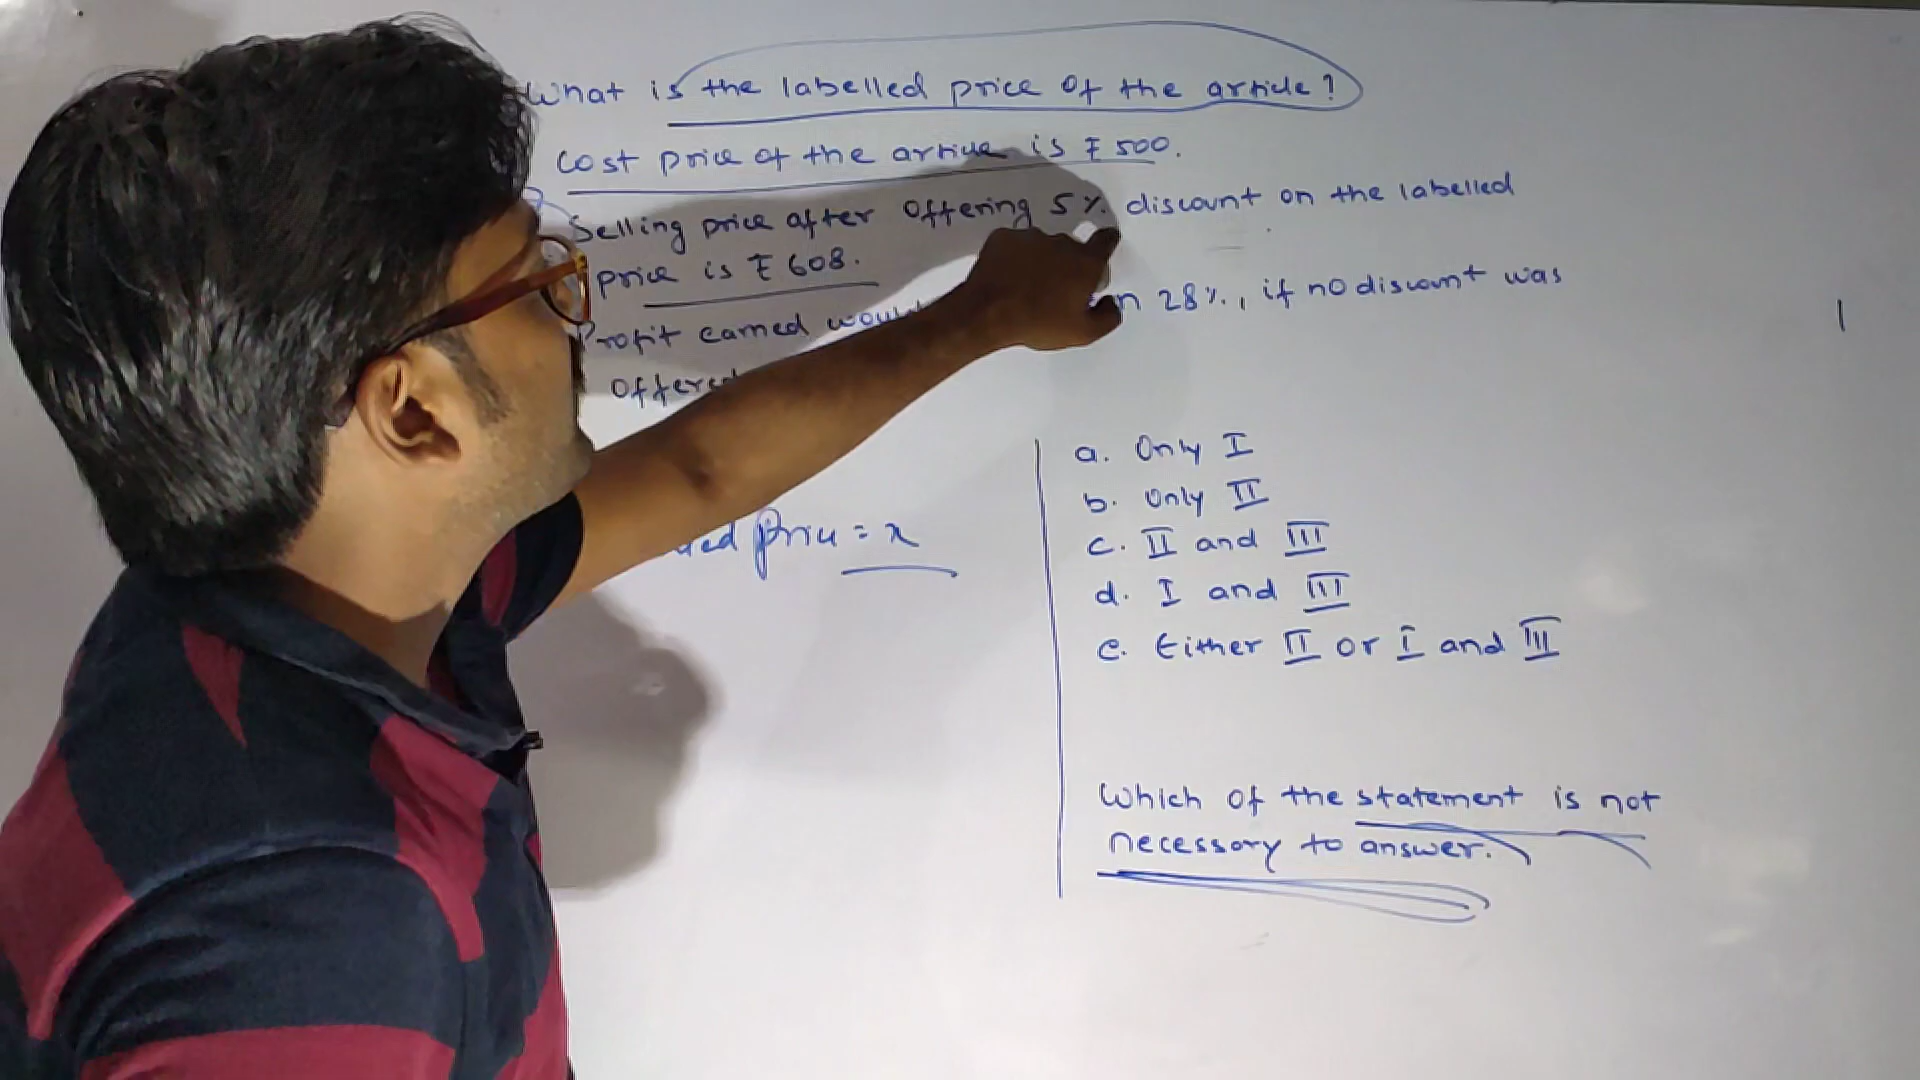 What is the labelled price of the article?
Cost price of the article is ₹ 500.
Selling price after offering 5% discount on the labelled
price is ₹ 608.
Profit earned would 28%, if no discount was
offered
price = x
a. Only I
b. Only II
c. II and III
d. I and III
e. Either II or I and III
Which of the statement is not
necessary to answer.